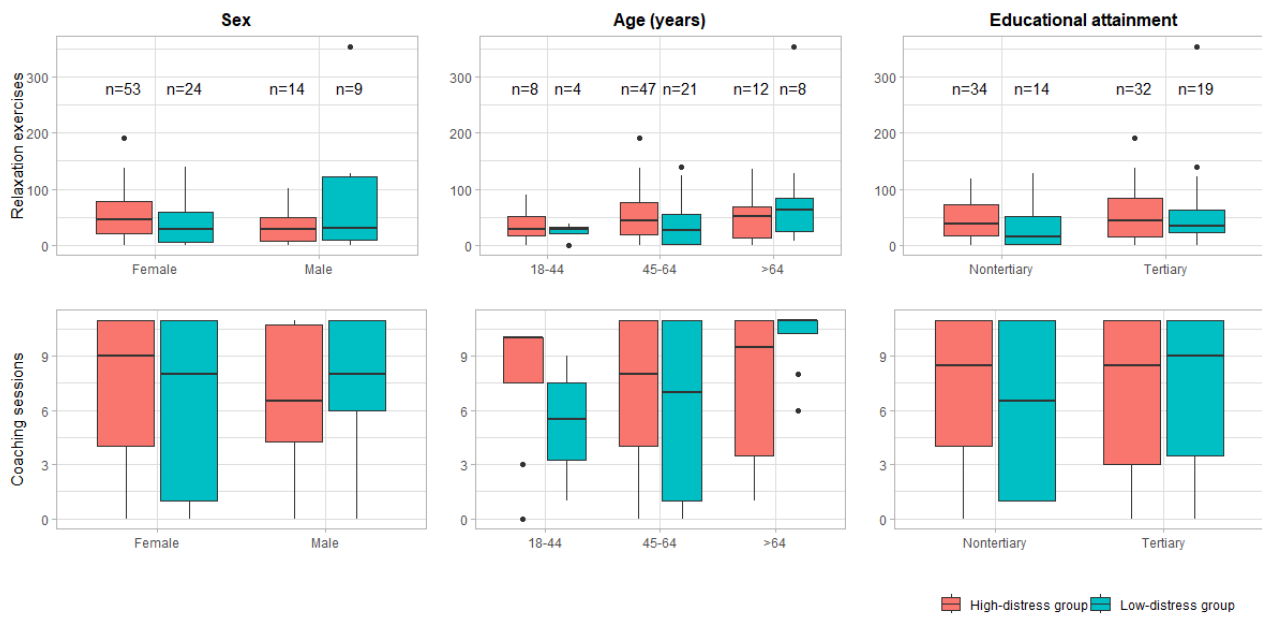 Sex
Age (years)
Educational attainment
Relaxation exercises
300
200
100
0
n=53 n=24 n=14 n=9
Female Male
300
200
100
0
n=8 n=4 n=47 n=21 n=12 n=8
18-44 45-64 >64
300
200
100
0
n=34 n=14 n=32 n=19
Nontertiary Tertiary
Coaching sessions
9
6
3
0
Female Male
9
6
3
0
18-44 45-64 >64
9
6
3
0
Nontertiary Tertiary
High-distress group Low-distress group